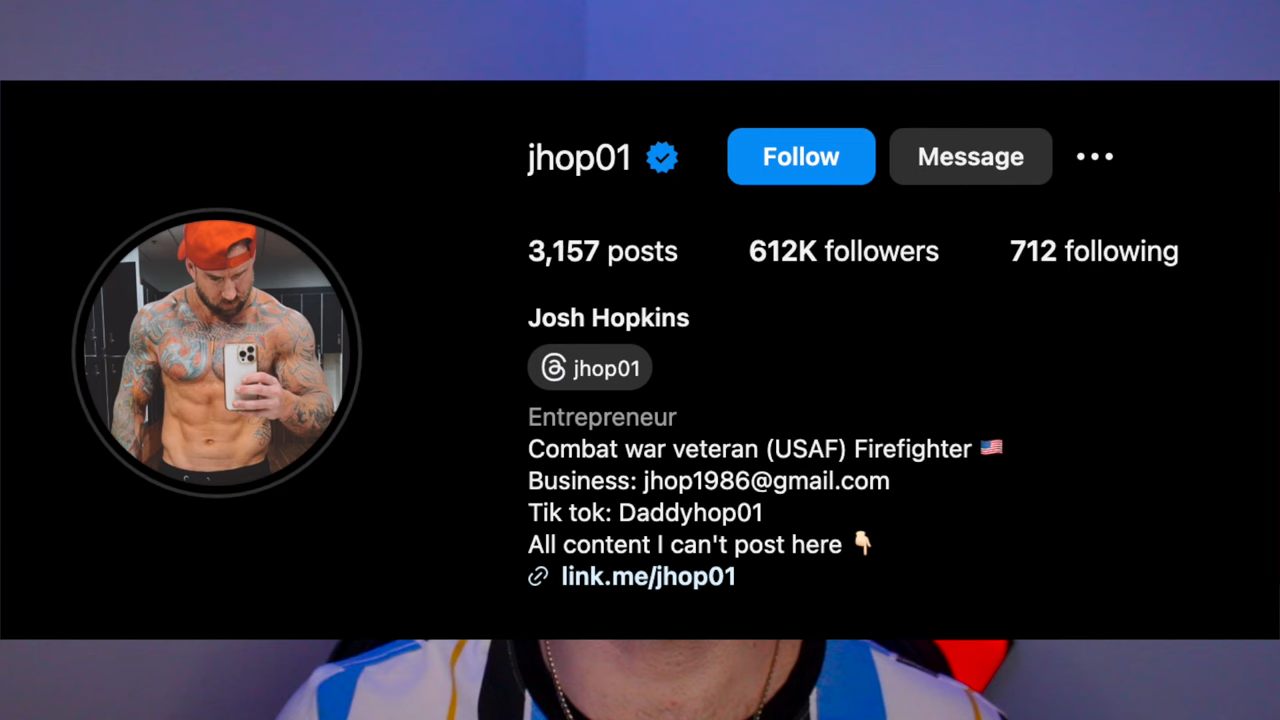 jhop01 Follow Message
3,157 posts 612K followers 712 following
Josh Hopkins
jhop01
Entrepreneur
Combat war veteran (USAF) Firefighter 🇺🇸
Business: jhop1986@gmail.com
Tik tok: Daddyhop01
All content I can't post here 👇🏻
link.me/jhop01